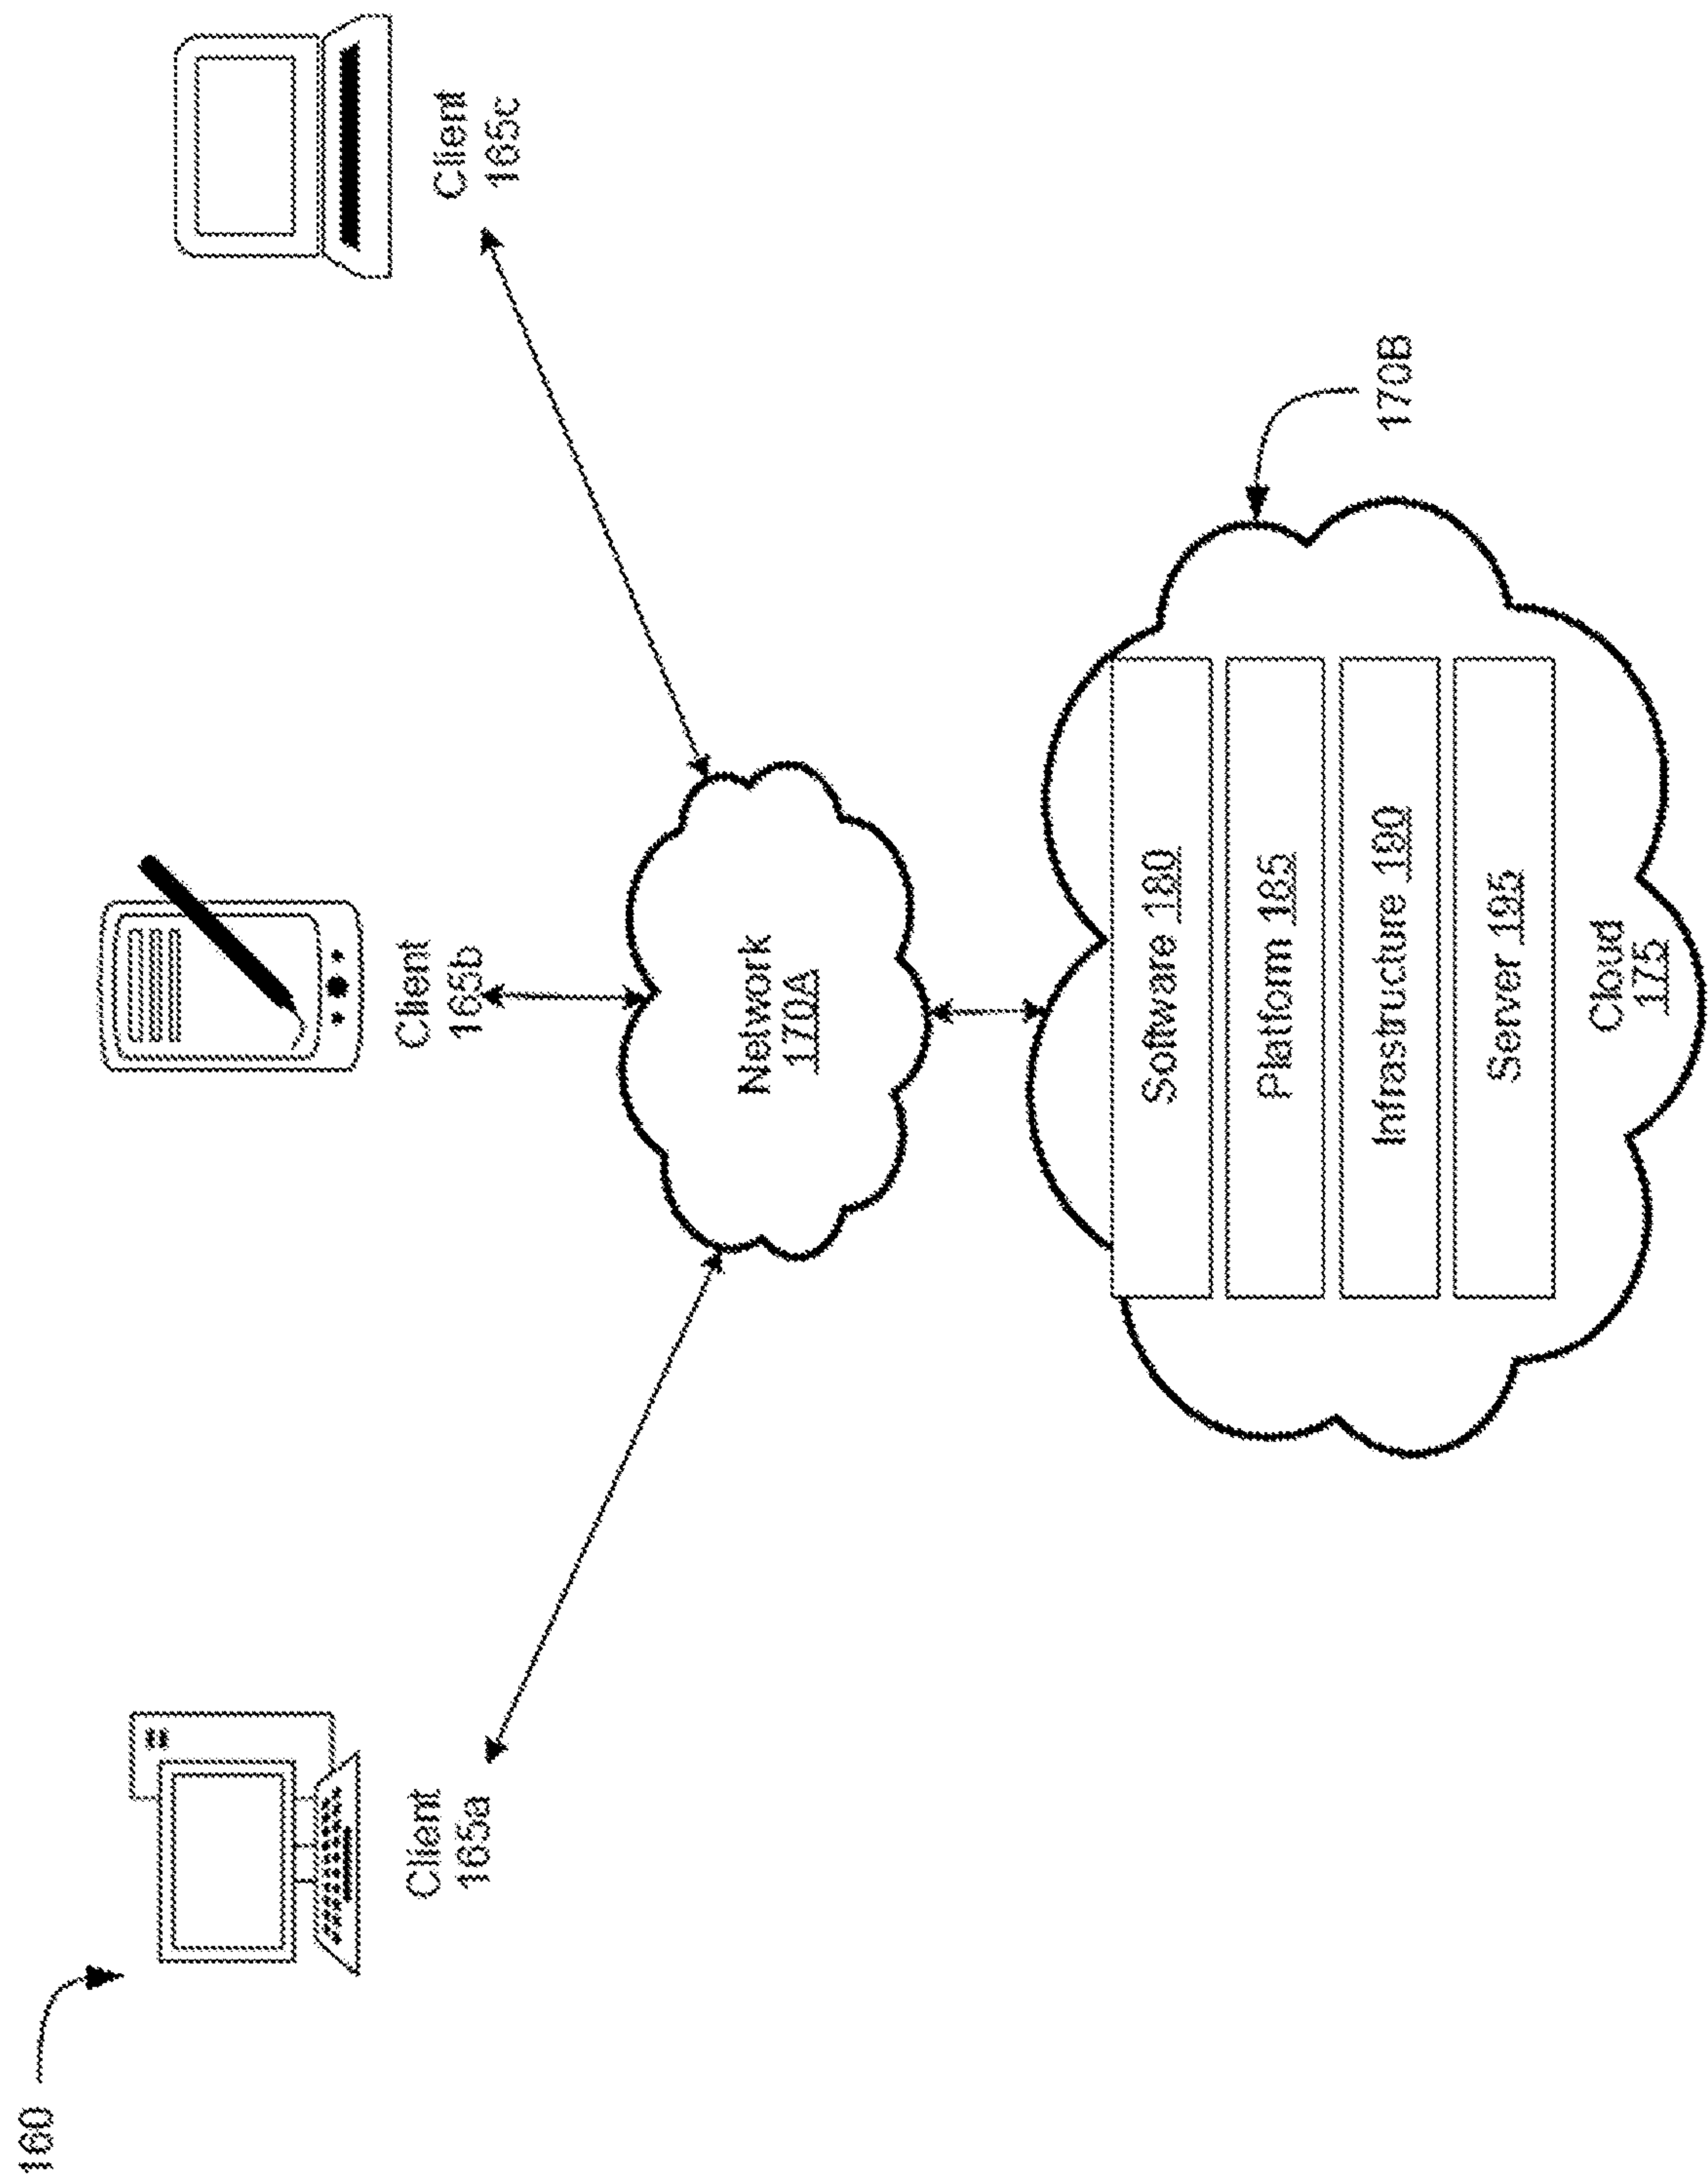 160
Client
165a
Client
165b
Client
165c
Network
170A
170B
Software 180
Platform 185
Infrastructure 190
Server 195
Cloud
175